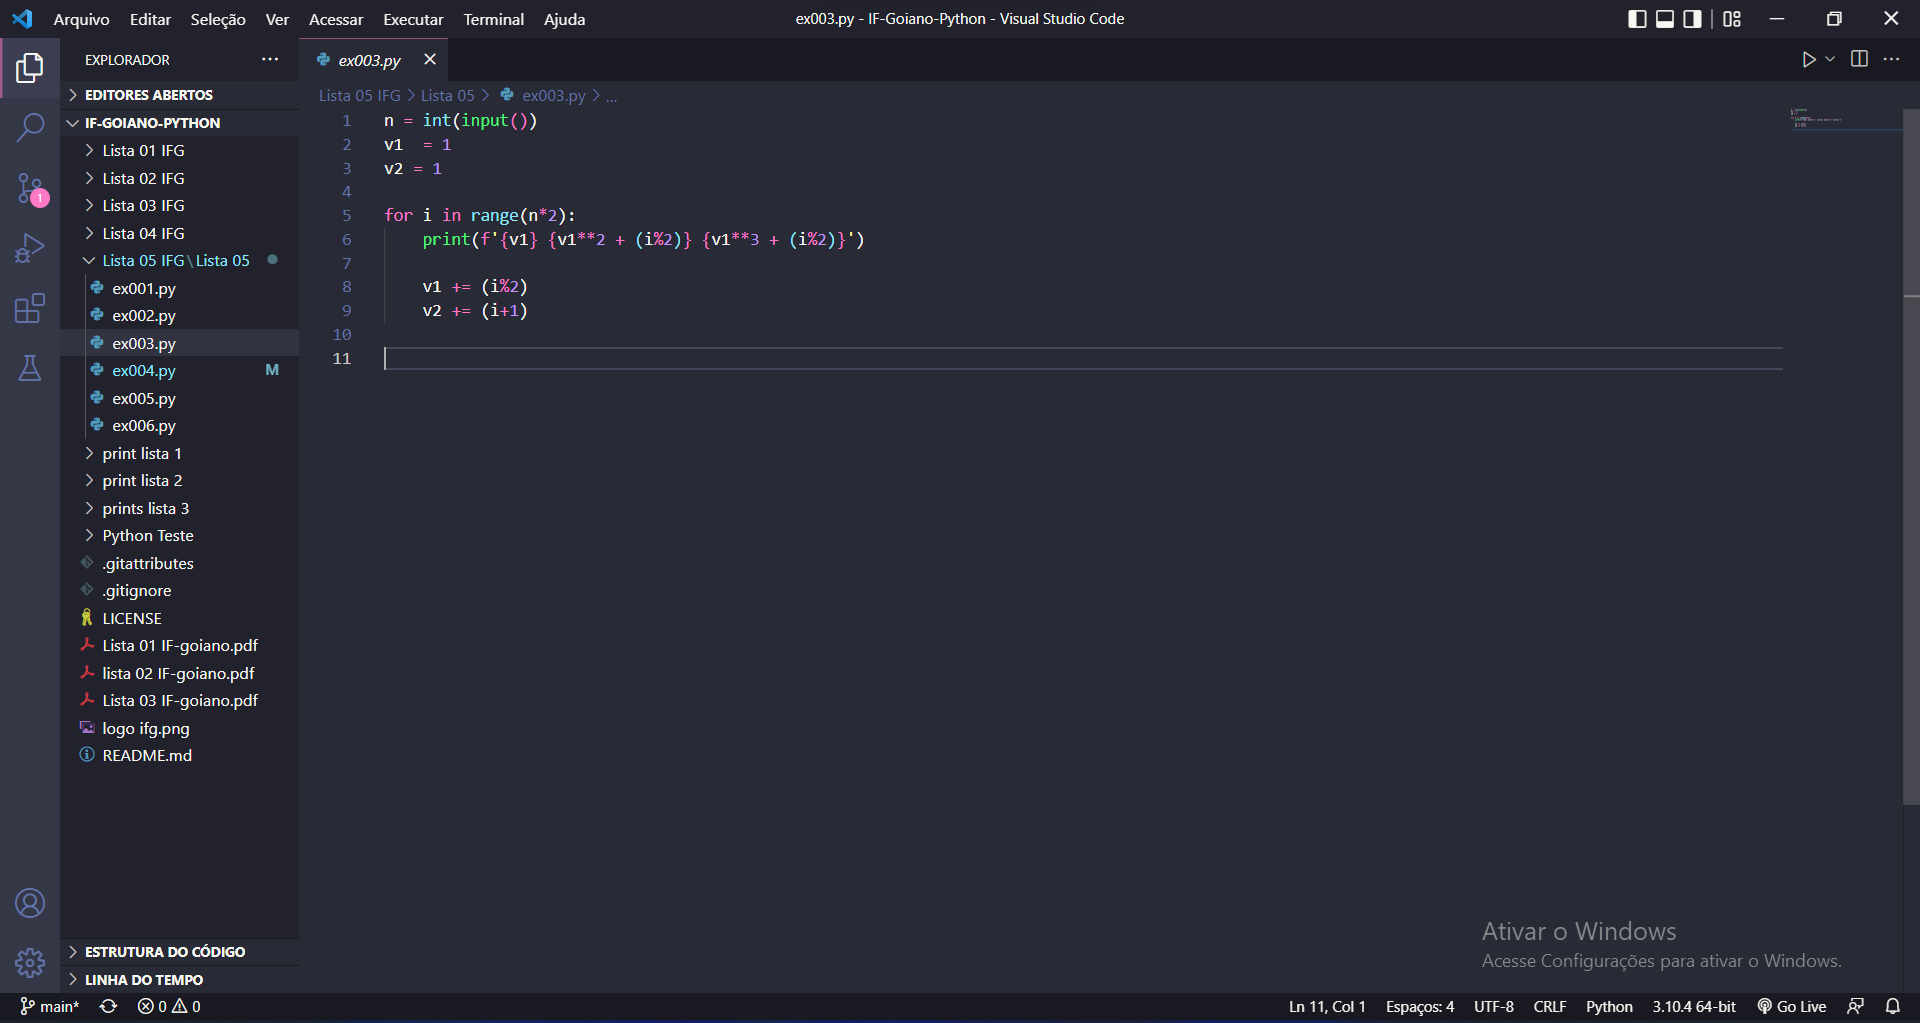 Arquivo Editar Seleção Ver Acessar Executar Terminal Ajuda
ex003.py - IF-Goiano-Python - Visual Studio Code
EXPLORADOR
EDITORES ABERTOS
IF-GOIANO-PYTHON
Lista 01 IFG
Lista 02 IFG
Lista 03 IFG
Lista 04 IFG
Lista 05 IFG\Lista 05
ex001.py
ex002.py
ex003.py
ex004.py M
ex005.py
ex006.py
print lista 1
print lista 2
prints lista 3
Python Teste
.gitattributes
.gitignore
LICENSE
Lista 01 IF-goiano.pdf
lista 02 IF-goiano.pdf
Lista 03 IF-goiano.pdf
logo ifg.png
README.md
ESTRUTURA DO CÓDIGO
LINHA DO TEMPO
1
ex003.py
Lista 05 IFG > Lista 05 > ex003.py > ...
1 n = int(input())
2 v1  = 1
3 v2 = 1
4
5 for i in range(n*2):
6     print(f'{v1} {v1**2 + (i%2)} {v1**3 + (i%2)}')
7
8     v1 += (i%2)
9     v2 += (i+1)
10
11
Ativar o Windows
Acesse Configurações para ativar o Windows.
main* 0 0 Ln 11, Col 1 Espaços: 4 UTF-8 CRLF Python 3.10.4 64-bit Go Live